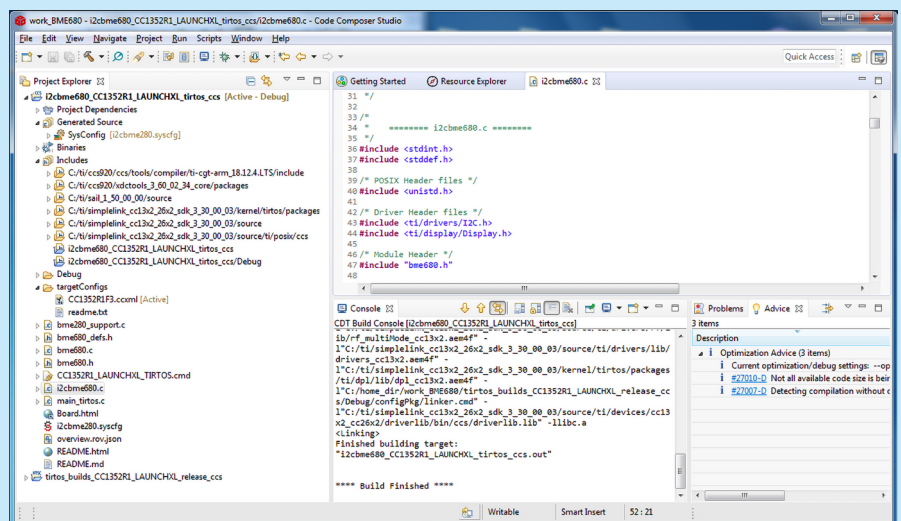 work_BME680 - i2cbme680_CC1352R1_LAUNCHXL_tirtos_ccs/i2cbme680.c - Code Composer Studio
File Edit View Navigate Project Run Scripts Window Help
Quick Access
Project Explorer
i2cbme680_CC1352R1_LAUNCHXL_tirtos_ccs [Active - Debug]
Project Dependencies
Generated Source
SysConfig [i2cbme280.syscfg]
Binaries
Includes
C:/ti/ccs920/ccs/tools/compiler/ti-cgt-arm_18.12.4.LTS/include
C:/ti/ccs920/xdctools_3_60_02_34_core/packages
C:/ti/sail_1_50_00_00/source
C:/ti/simplelink_cc13x2_26x2_sdk_3_30_00_03/kernel/tirtos/packages
C:/ti/simplelink_cc13x2_26x2_sdk_3_30_00_03/source
C:/ti/simplelink_cc13x2_26x2_sdk_3_30_00_03/source/ti/posix/ccs
i2cbme680_CC1352R1_LAUNCHXL_tirtos_ccs
i2cbme680_CC1352R1_LAUNCHXL_tirtos_ccs/Debug
Debug
targetConfigs
CC1352R1F3.ccxml [Active]
readme.txt
bme280_support.c
bme680_defs.h
bme680.c
bme680.h
CC1352R1_LAUNCHXL_TIRTOS.cmd
i2cbme680.c
main_tirtos.c
Board.html
i2cbme280.syscfg
overview.rov.json
README.html
README.md
tirtos_builds_CC1352R1_LAUNCHXL_release_ccs
Getting Started Resource Explorer i2cbme680.c
31 */
32
33 /*
34 * ======== i2cbme680.c ========
35 */
36 #include <stdint.h>
37 #include <stddef.h>
38
39 /* POSIX Header files */
40 #include <unistd.h>
41
42 /* Driver Header files */
43 #include <ti/drivers/I2C.h>
44 #include <ti/display/Display.h>
45
46 /* Module Header */
47 #include "bme680.h"
48
Console
CDT Build Console [i2cbme680_CC1352R1_LAUNCHXL_tirtos_ccs]
ib/rf_multiMode_cc13x2.aem4f" -
l"C:/ti/simplelink_cc13x2_26x2_sdk_3_30_00_03/source/ti/drivers/lib/
drivers_cc13x2.aem4f" -
l"C:/ti/simplelink_cc13x2_26x2_sdk_3_30_00_03/kernel/tirtos/packages
/ti/dpl/lib/dpl_cc13x2.aem4f" -
l"C:/home_dir/work_BME680/tirtos_builds_CC1352R1_LAUNCHXL_release_cc
s/Debug/configPkg/linker.cmd" -
l"C:/ti/simplelink_cc13x2_26x2_sdk_3_30_00_03/source/ti/devices/cc13
x2_cc26x2/driverlib/bin/ccs/driverlib.lib" -llibc.a
<Linking>
Finished building target:
"i2cbme680_CC1352R1_LAUNCHXL_tirtos_ccs.out"
**** Build Finished ****
Problems Advice
3 items
Description
Optimization Advice (3 items)
Current optimization/debug settings: --op
#27010-D Not all available code size is beir
#27007-D Detecting compilation without c
Writable Smart Insert 52 : 21